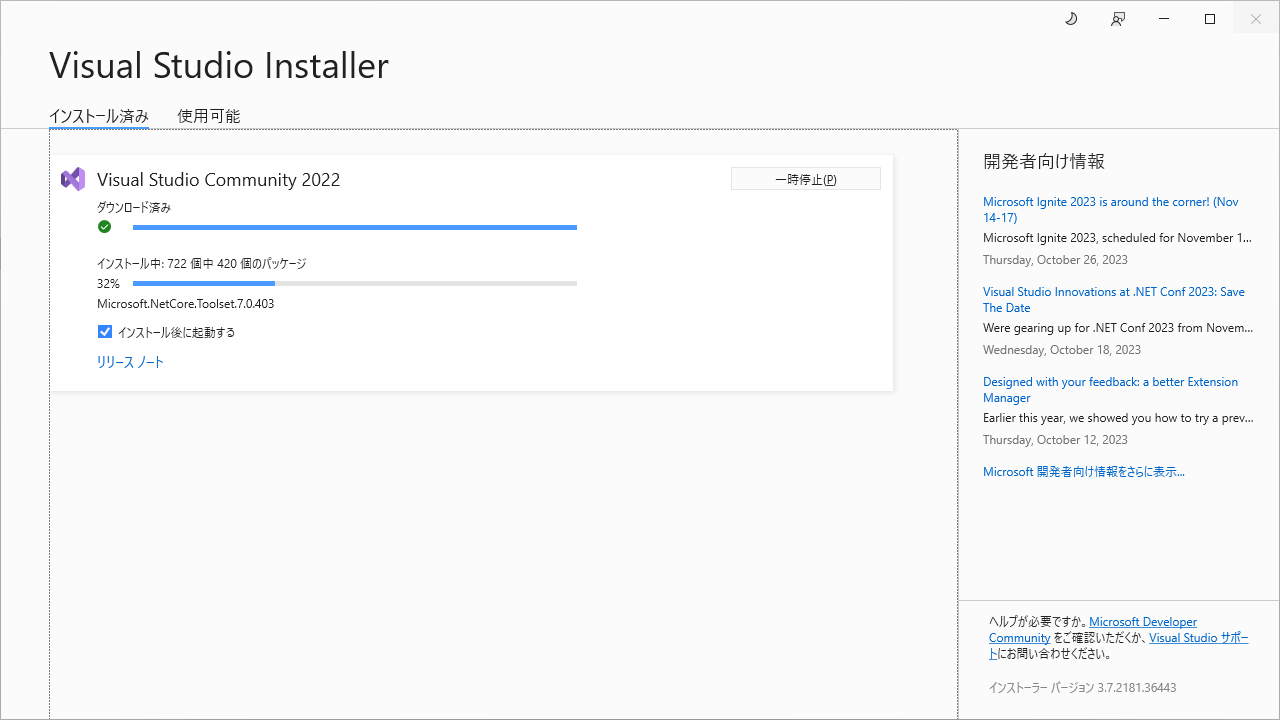 Visual Studio Installer
インストール済み
使用可能
Visual Studio Community 2022
一時停止(P)
ダウンロード済み
インストール中: 722 個中 420 個のパッケージ
32%
Microsoft.NetCore.Toolset.7.0.403
インストール後に起動する
リリース ノート
開発者向け情報
Microsoft Ignite 2023 is around the corner! (Nov
14-17)
Microsoft Ignite 2023, scheduled for November 1...
Thursday, October 26, 2023
Visual Studio Innovations at .NET Conf 2023: Save
The Date
Were gearing up for .NET Conf 2023 from Novem...
Wednesday, October 18, 2023
Designed with your feedback: a better Extension
Manager
Earlier this year, we showed you how to try a prev...
Thursday, October 12, 2023
Microsoft 開発者向け情報をさらに表示...
ヘルプが必要ですか。Microsoft Developer
Community をご確認いただくか、Visual Studio サポー
トにお問い合わせください。
インストーラー バージョン 3.7.2181.36443